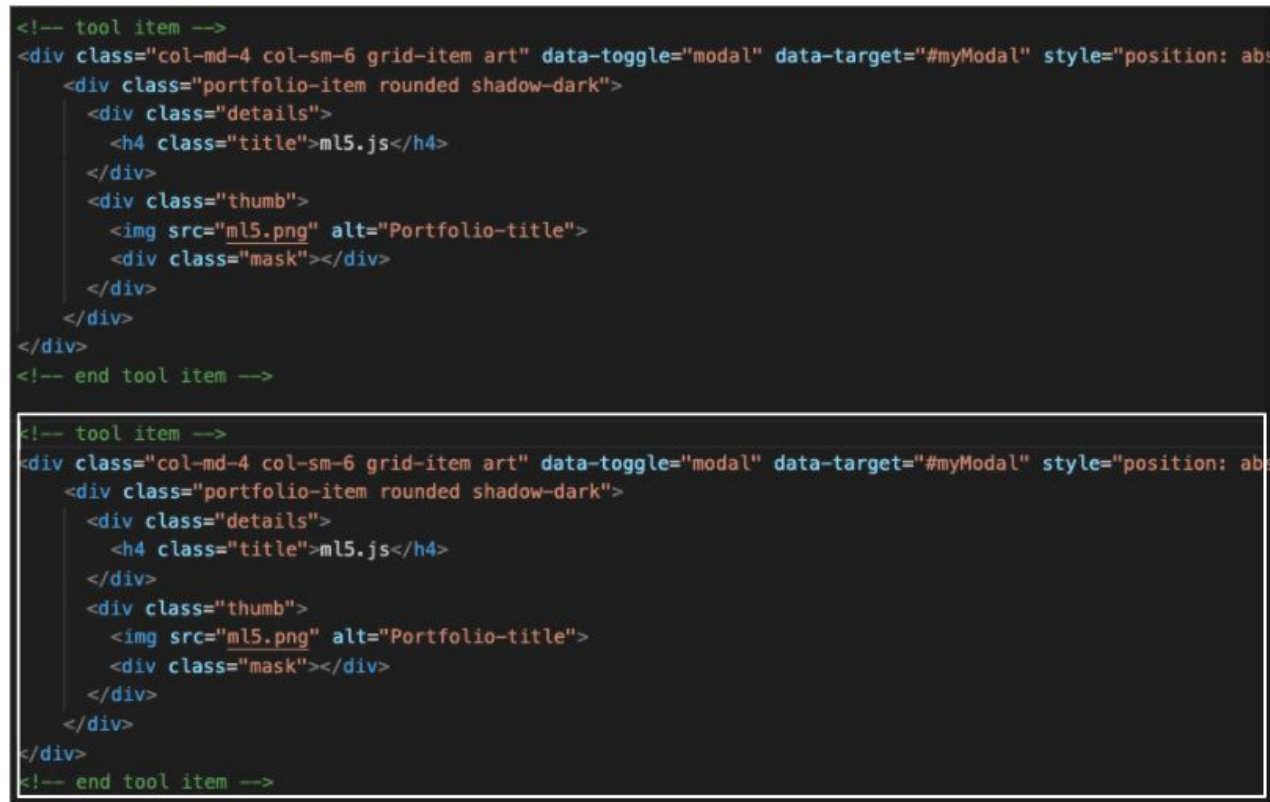 <!-- tool item -->
<div class="col-md-4 col-sm-6 grid-item art" data-toggle="modal" data-target="#myModal" style="position: abs
<div class="portfolio-item rounded shadow-dark">
<div class="details">
<h4 class="title">ml5.js</h4>
</div>
<div class="thumb">
<img src="ml5.png" alt="Portfolio-title">
<div class="mask"></div>
</div>
</div>
</div>
<!-- end tool item -->
<!-- tool item -->
<div class="col-md-4 col-sm-6 grid-item art" data-toggle="modal" data-target="#myModal" style="position: abs
<div class="portfolio-item rounded shadow-dark">
<div class="details">
<h4 class="title">ml5.js</h4>
</div>
<div class="thumb">
<img src="ml5.png" alt="Portfolio-title">
<div class="mask"></div>
</div>
</div>
</div>
<!-- end tool item -->